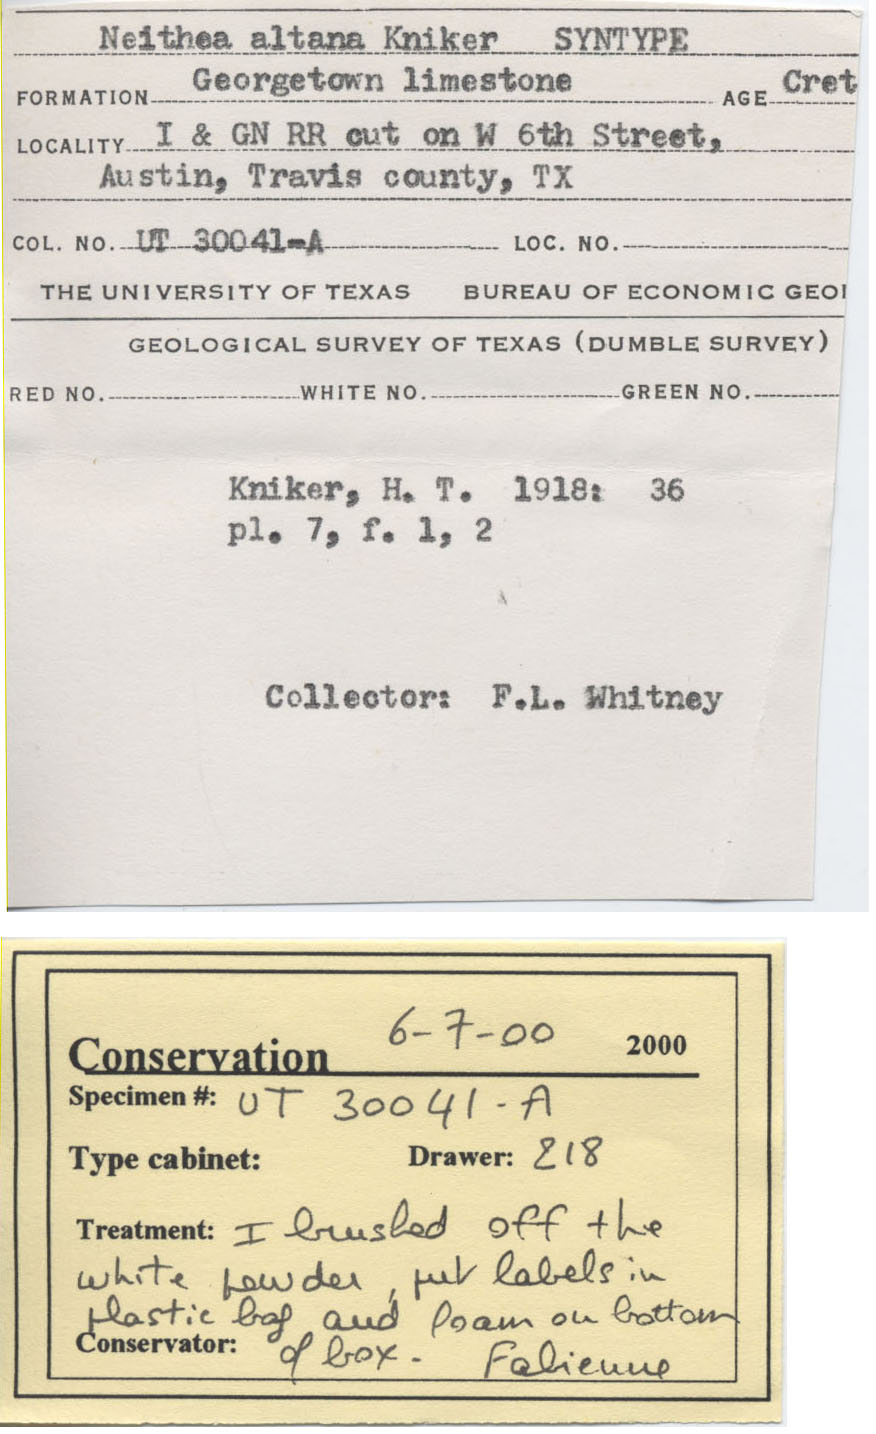 Neithea altana Kniker SYNTYPE
FORMATION Georgetown limestone AGE Cret
LOCALITY I & GN RR cut on W 6th Street,
Austin, Travis county, TX
COL. NO. UT 30041-A LOC. NO.
THE UNIVERSITY OF TEXAS BUREAU OF ECONOMIC GEOL
GEOLOGICAL SURVEY OF TEXAS (DUMBLE SURVEY)
RED NO. WHITE NO. GREEN NO.
Kniker, H. T. 1918: 36
pl. 7, f. 1, 2
Collector: F.L. Whitney
Conservation 6-7-00 2000
Specimen #: UT 30041-A
Type cabinet: Drawer: 218
Treatment: I brushed off the
white powder, put labels in
plastic bag and foam on bottom
Conservator: of box. Fabienne